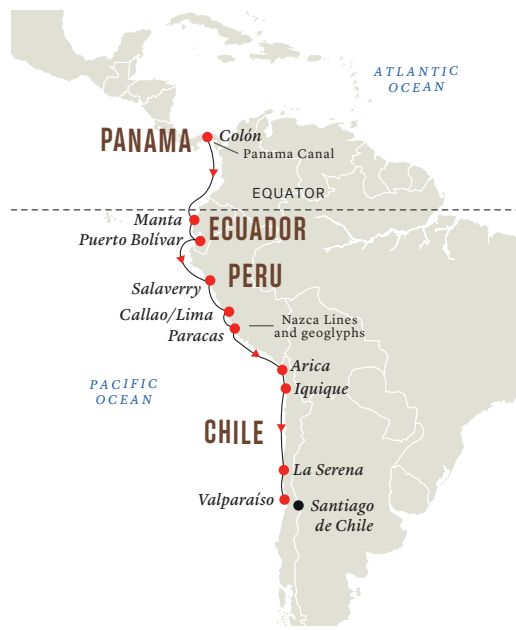 ATLANTIC
OCEAN
PANAMA
Colón
Panama Canal
EQUATOR
Manta
ECUADOR
Puerto Bolívar
PERU
Salaverry
Callao/Lima
Nazca Lines
and geoglyphs
Paracas
Arica
PACIFIC
OCEAN
Iquique
CHILE
La Serena
Valparaíso
Santiago
de Chile